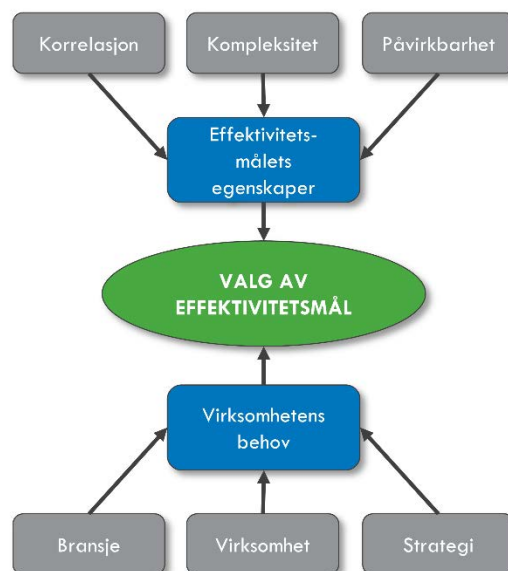 Korrelasjon
Kompleksitet
Påvirkbarhet
Effektivitets-
målets
egenskaper
VALG AV
EFFEKTIVITETSMÅL
Virksomhetens
behov
Bransje
Virksomhet
Strategi